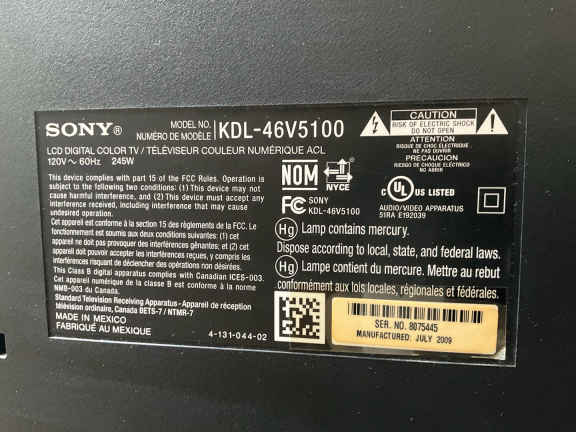 SONY®
MODEL NO.
NUMÉRO DE MODÈLE
KDL-46V5100
LCD DIGITAL COLOR TV / TÉLÉVISEUR COULEUR NUMÉRIQUE ACL
120V ~ 60Hz 245W
CAUTION
RISK OF ELECTRIC SHOCK
DO NOT OPEN
ATTENTION
RISQUE DE CHOC ELECTRIQUE
NE PAS OUVRIR
PRECAUCION
RIESGO DE CHOQUE ELECTRICO
NO ABRIR
This device complies with part 15 of the FCC Rules. Operation is
subject to the following two conditions: (1) This device may not
cause harmful interference, and (2) This device must accept any
interference received, including interference that may cause
undesired operation.
Cet appareil est conforme à la section 15 des règlements de la FCC. Le
fonctionnement est soumis aux deux conditions suivantes: (1) cet
appareil ne doit pas provoquer des interférences gênantes; et (2) cet
appareil doit pouvoir accepter les interférences reçues, y compris les
interférences risquant de déclencher des opérations non désirées.
This Class B digital apparatus complies with Canadian ICES-003.
Cet appareil numérique de la classe B est conforme à la norme
NMB-003 du Canada.
Standard Television Receiving Apparatus-Appareil de réception
télévision ordinaire, Canada BETS-7 / NTMR-7
MADE IN MEXICO
FABRIQUÉ AU MEXIQUE
4-131-044-02
NOM
NYCE
FC SONY
KDL-46V5100
c UL US LISTED
AUDIO/VIDEO APPARATUS
51RA E192039
Hg Lamp contains mercury.
Dispose according to local, state, and federal laws.
Hg Lampe contient du mercure. Mettre au rebut
conformément aux lois locales, régionales et fédérales.
SER. NO. 8075445
MANUFACTURED: JULY 2009